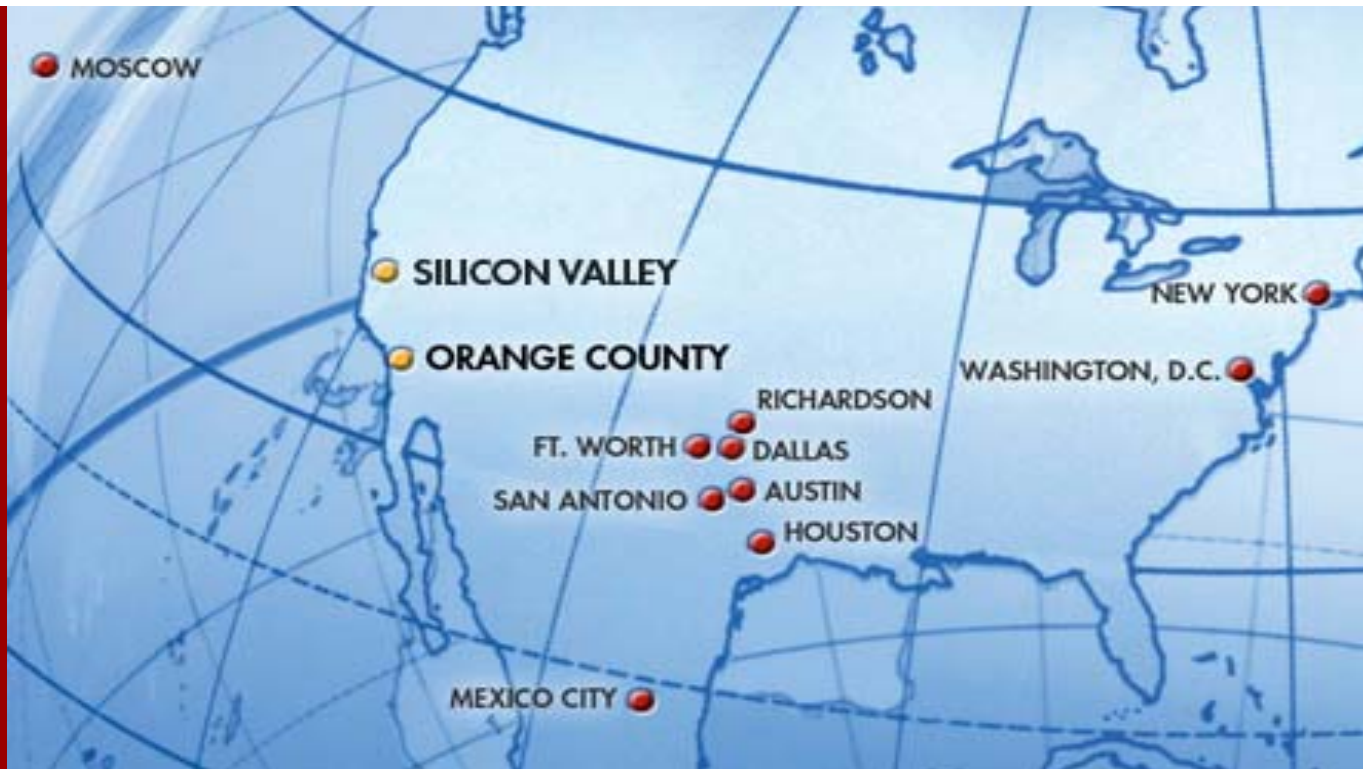 MOSCOW
SILICON VALLEY
NEW YORK
ORANGE COUNTY
WASHINGTON, D.C.
RICHARDSON
FT. WORTH
DALLAS
SAN ANTONIO
AUSTIN
HOUSTON
MEXICO CITY